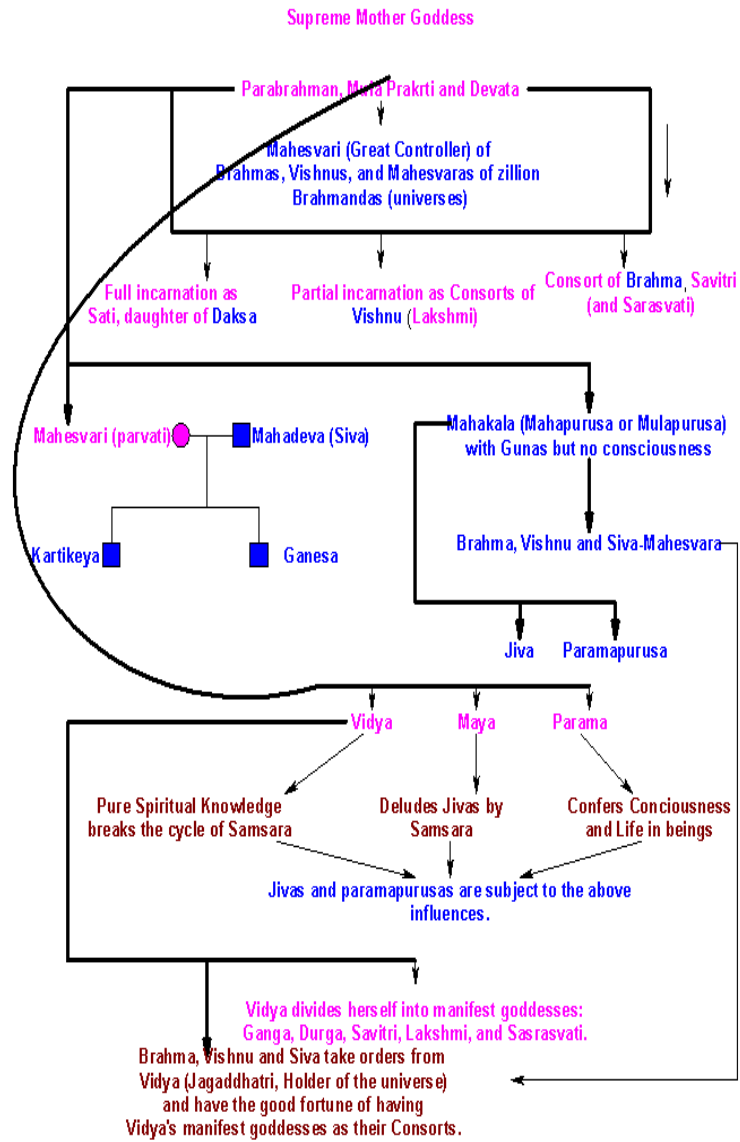 Supreme Mother Goddess
Parabrahman, Mula Prakrti and Devata
Mahesvari (Great Controller) of
Brahmas, Vishnus, and Mahesvaras of zillion
Brahmandas (universes)
Full incarnation as
Sati, daughter of Daksa
Partial incarnation as Consorts of
Vishnu (Lakshmi)
Consort of Brahma, Savitri
(and Sarasvati)
Mahesvari (parvati)
Mahadeva (Siva)
Mahakala (Mahapurusa or Mulapurusa)
with Gunas but no consciousness
Kartikeya
Ganesa
Brahma, Vishnu and Siva-Mahesvara
Jiva
Paramapurusa
Vidya
Maya
Parama
Pure Spiritual Knowledge
breaks the cycle of Samsara
Deludes Jivas by
Samsara
Confers Conciousness
and Life in beings
Jivas and paramapurusas are subject to the above
influences.
Vidya divides herself into manifest goddesses:
Ganga, Durga, Savitri, Lakshmi, and Sasrasvati.
Brahma, Vishnu and Siva take orders from
Vidya (Jagaddhatri, Holder of the universe)
and have the good fortune of having
Vidya's manifest goddesses as their Consorts.